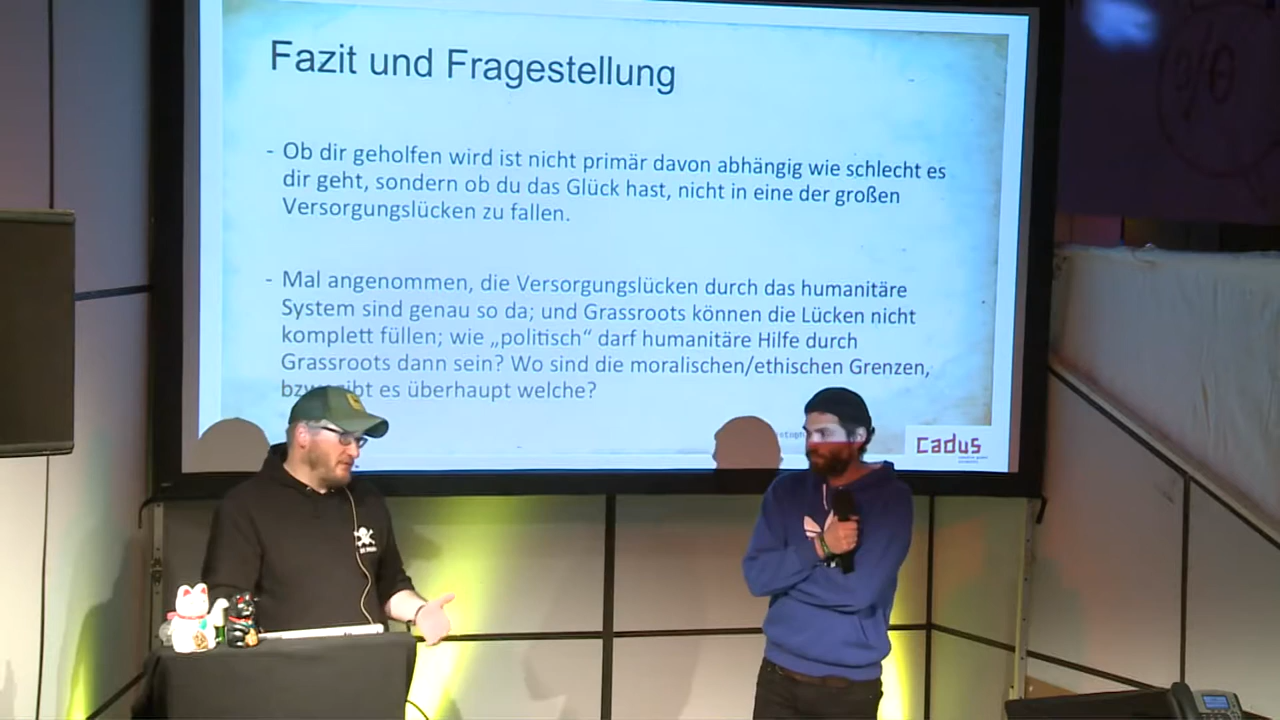 Fazit und Fragestellung
- Ob dir geholfen wird ist nicht primär davon abhängig wie schlecht es
dir geht, sondern ob du das Glück hast, nicht in eine der großen
Versorgungslücken zu fallen.
- Mal angenommen, die Versorgungslücken durch das humanitäre
System sind genau so da; und Grassroots können die Lücken nicht
komplett füllen; wie „politisch“ darf humanitäre Hilfe durch
Grassroots dann sein? Wo sind die moralischen/ethischen Grenzen,
es überhaupt welche?
cadus